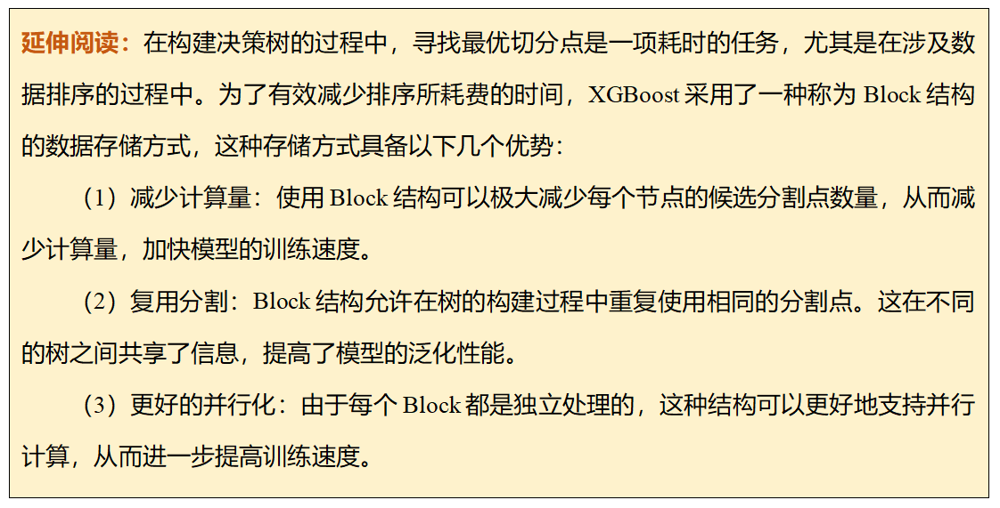 延伸阅读：在构建决策树的过程中，寻找最优切分点是一项耗时的任务，尤其是在涉及数
据排序的过程中。为了有效减少排序所耗费的时间，XGBoost 采用了一种称为 Block 结构
的数据存储方式，这种存储方式具备以下几个优势：
（1）减少计算量：使用 Block 结构可以极大减少每个节点的候选分割点数量，从而减
少计算量，加快模型的训练速度。
（2）复用分割：Block 结构允许在树的构建过程中重复使用相同的分割点。这在不同
的树之间共享了信息，提高了模型的泛化性能。
（3）更好的并行化：由于每个 Block 都是独立处理的，这种结构可以更好地支持并行
计算，从而进一步提高训练速度。